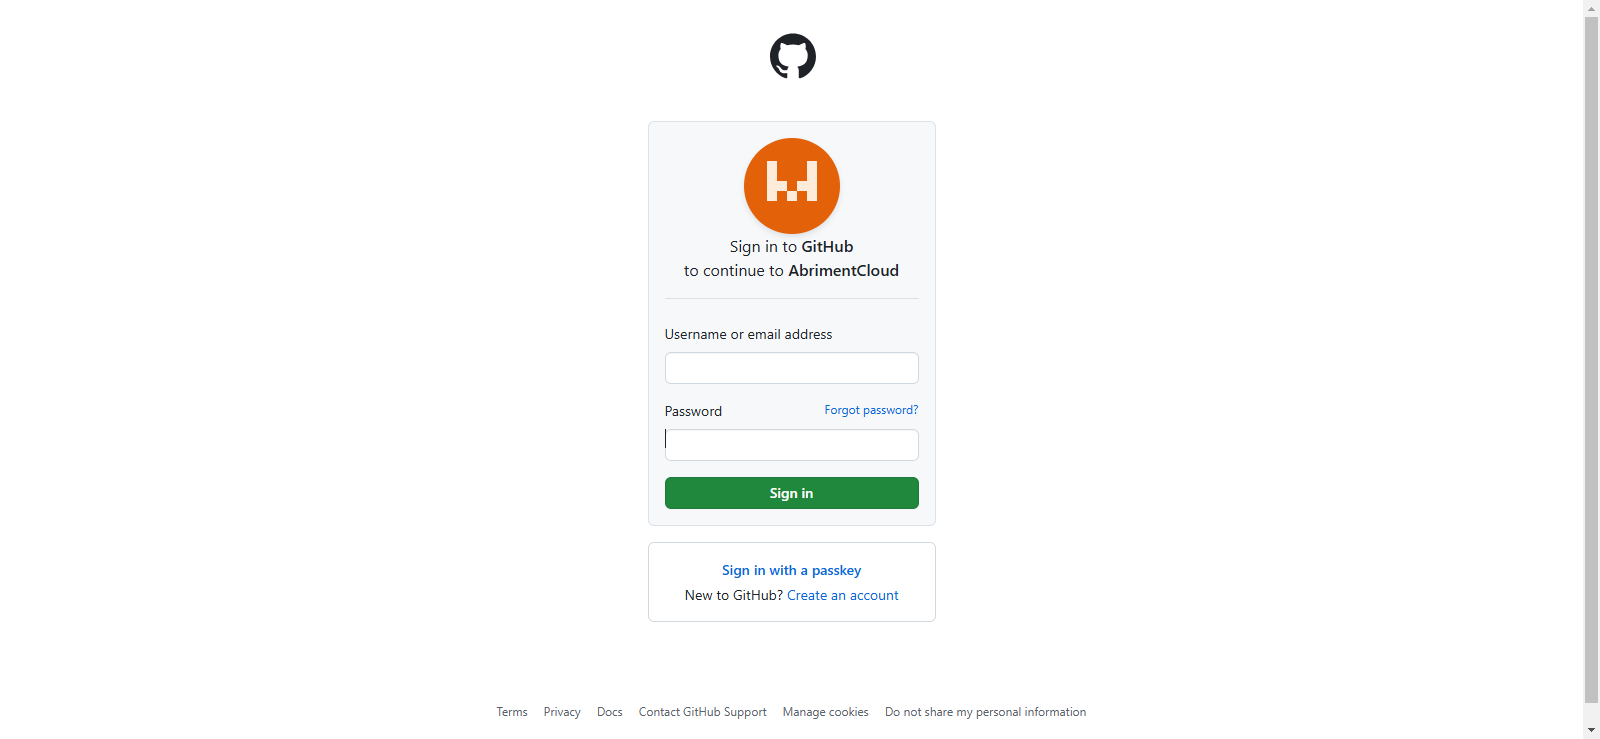 Sign in to GitHub
to continue to AbrimentCloud
Username or email address
Password Forgot password?
Sign in
Sign in with a passkey
New to GitHub? Create an account
Terms Privacy Docs Contact GitHub Support Manage cookies Do not share my personal information